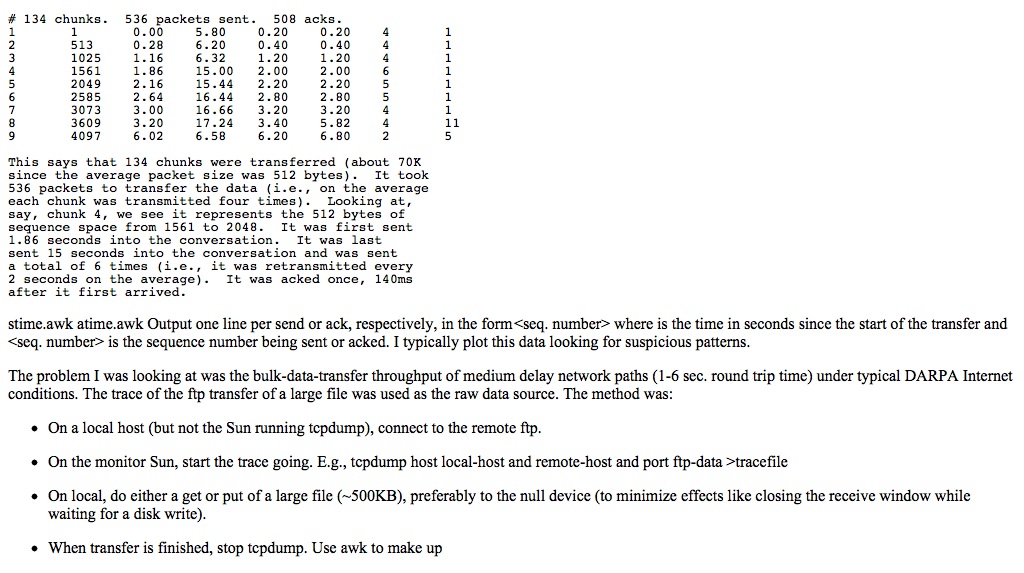 # 134 chunks.  536 packets sent.  508 acks.
1 1 0.00 5.80 0.20 0.20 4 1
2 513 0.28 6.20 0.40 0.40 4 1
3 1025 1.16 6.32 1.20 1.20 4 1
4 1561 1.86 15.00 2.00 2.00 6 1
5 2049 2.16 15.44 2.20 2.20 5 1
6 2585 2.64 16.44 2.80 2.80 5 1
7 3073 3.00 16.66 3.20 3.20 4 1
8 3609 3.20 17.24 3.40 5.82 4 11
9 4097 6.02 6.58 6.20 6.80 2 5
This says that 134 chunks were transferred (about 70K
since the average packet size was 512 bytes).  It took
536 packets to transfer the data (i.e., on the average
each chunk was transmitted four times).  Looking at,
say, chunk 4, we see it represents the 512 bytes of
sequence space from 1561 to 2048.  It was first sent
1.86 seconds into the conversation.  It was last
sent 15 seconds into the conversation and was sent
a total of 6 times (i.e., it was retransmitted every
2 seconds on the average).  It was acked once, 140ms
after it first arrived.
stime.awk atime.awk Output one line per send or ack, respectively, in the form<seq. number> where is the time in seconds since the start of the transfer and
<seq. number> is the sequence number being sent or acked. I typically plot this data looking for suspicious patterns.
The problem I was looking at was the bulk-data-transfer throughput of medium delay network paths (1-6 sec. round trip time) under typical DARPA Internet
conditions. The trace of the ftp transfer of a large file was used as the raw data source. The method was:
• On a local host (but not the Sun running tcpdump), connect to the remote ftp.
• On the monitor Sun, start the trace going. E.g., tcpdump host local-host and remote-host and port ftp-data >tracefile
• On local, do either a get or put of a large file (~500KB), preferably to the null device (to minimize effects like closing the receive window while
waiting for a disk write).
• When transfer is finished, stop tcpdump. Use awk to make up